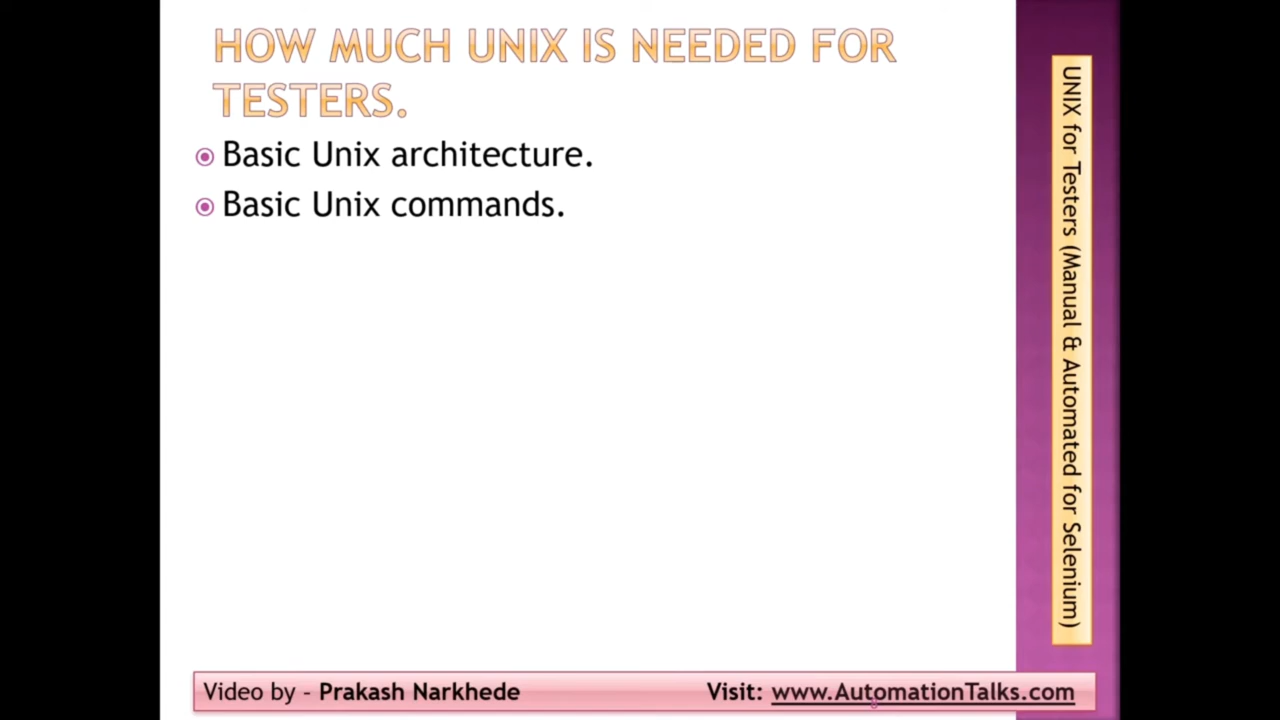 HOW MUCH UNIX IS NEEDED FOR
TESTERS.
Basic Unix architecture.
Basic Unix commands.
UNIX for Testers (Manual & Automated for Selenium)
Video by - Prakash Narkhede
Visit: www.AutomationTalks.com